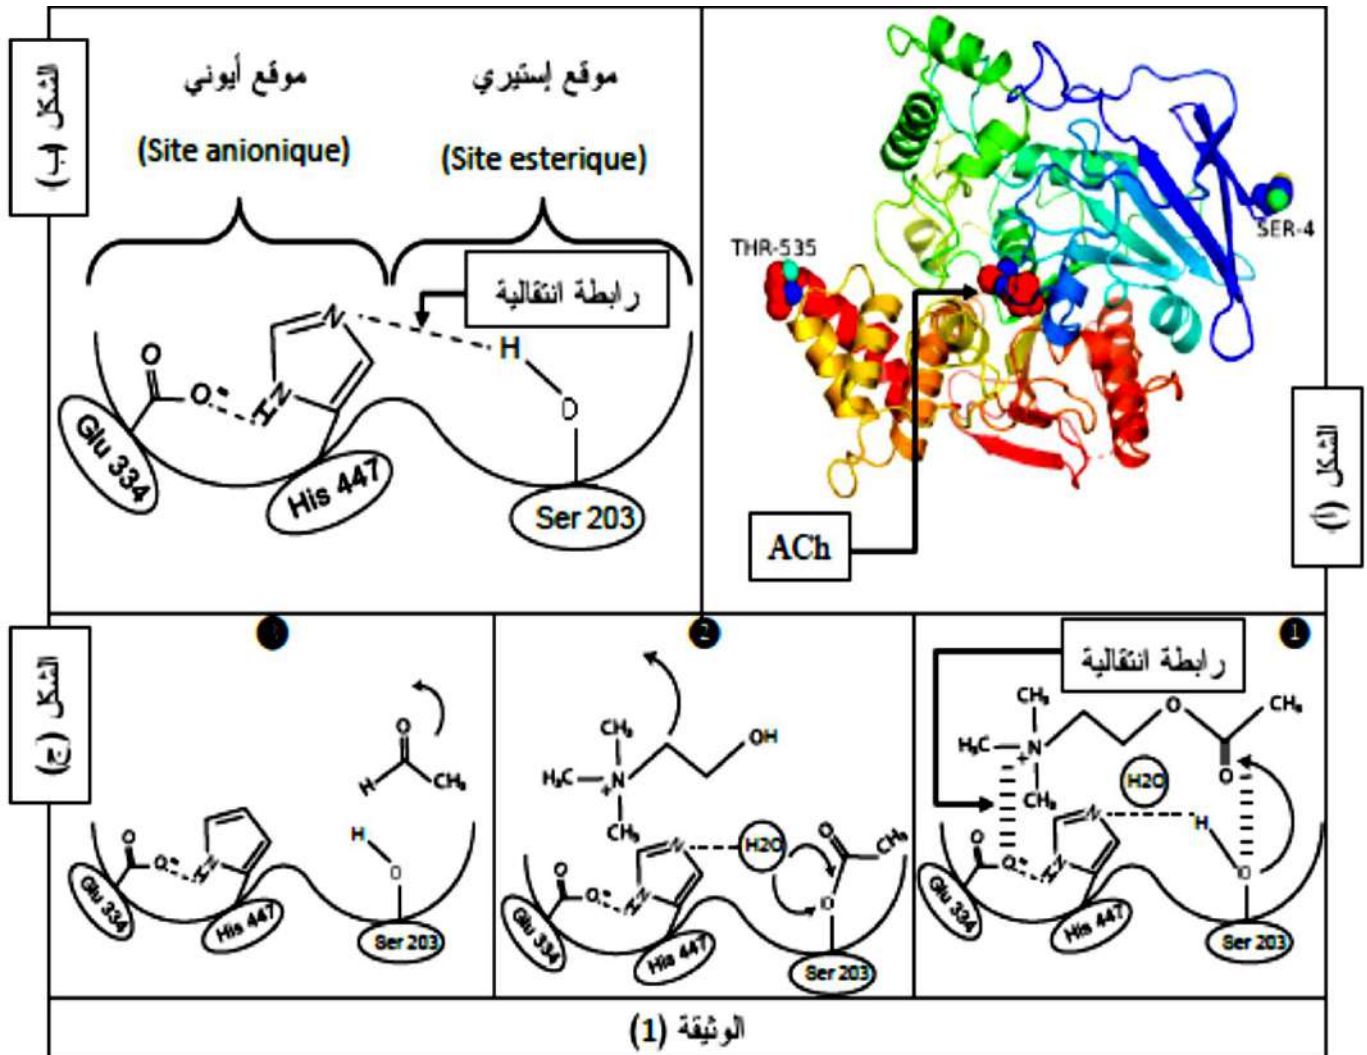 الشكل (أ)
THR-535
SER-4
ACh
الشكل (ب)
موقع إستيري
(Site esterique)
موقع أيوني
(Site anionique)
رابطة انتقالية
O
O-
H
N
N
H
O
Glu 334
His 447
Ser 203
الشكل (ج)
1
رابطة انتقالية
CH₃
H₃C
N
+
CH₃
O
CH₃
O
H2O
O
O-
H
N
N
H
O
Glu 334
His 447
Ser 203
2
CH₃
H₃C
N
+
CH₃
OH
H2O
O
CH₃
O
O
O-
H
N
N
Glu 334
His 447
Ser 203
3
O
H
CH₃
O
O-
H
N
H
O
Glu 334
His 447
Ser 203
الوثيقة (1)